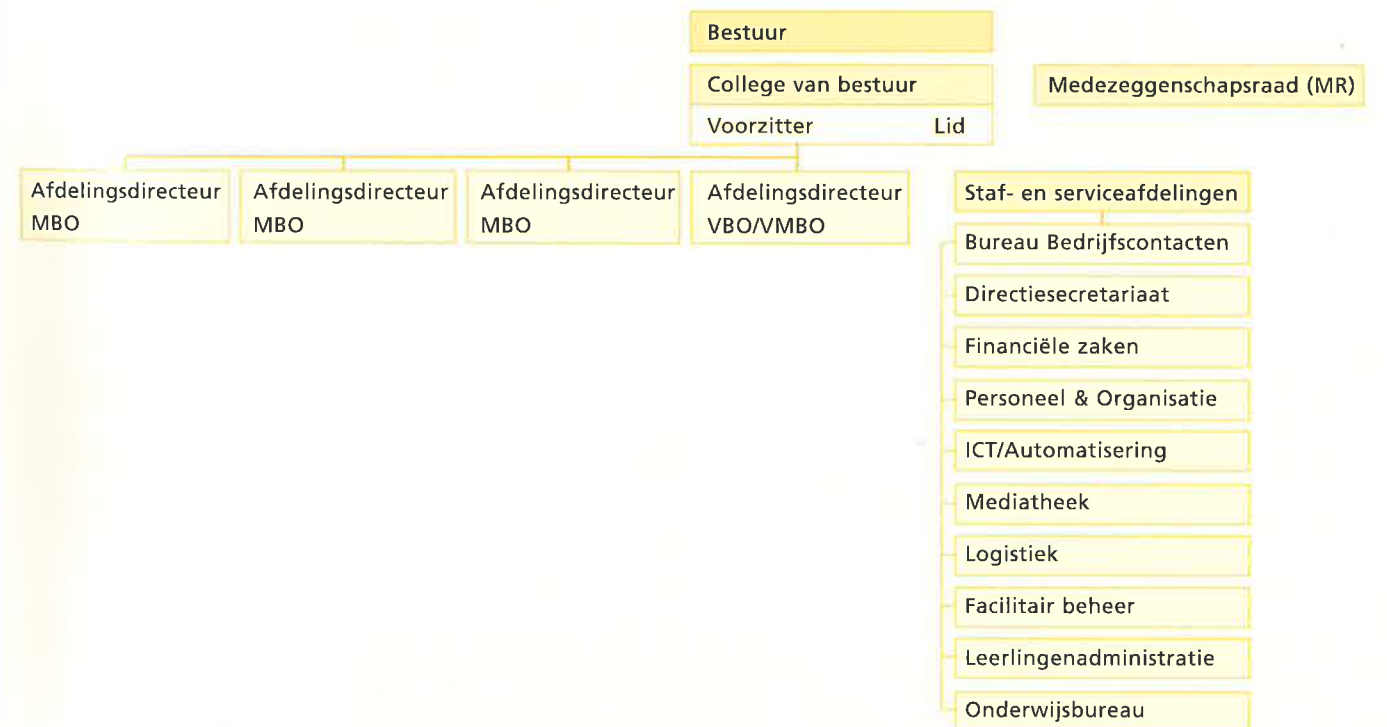 Bestuur
College van bestuur
Medezeggenschapsraad (MR)
Voorzitter Lid
Afdelingsdirecteur
MBO
Afdelingsdirecteur
MBO
Afdelingsdirecteur
MBO
Afdelingsdirecteur
VBO/VMBO
Staf- en serviceafdelingen
Bureau Bedrijfscontacten
Directiesecretariaat
Financiële zaken
Personeel & Organisatie
ICT/Automatisering
Mediatheek
Logistiek
Facilitair beheer
Leerlingenadministratie
Onderwijsbureau